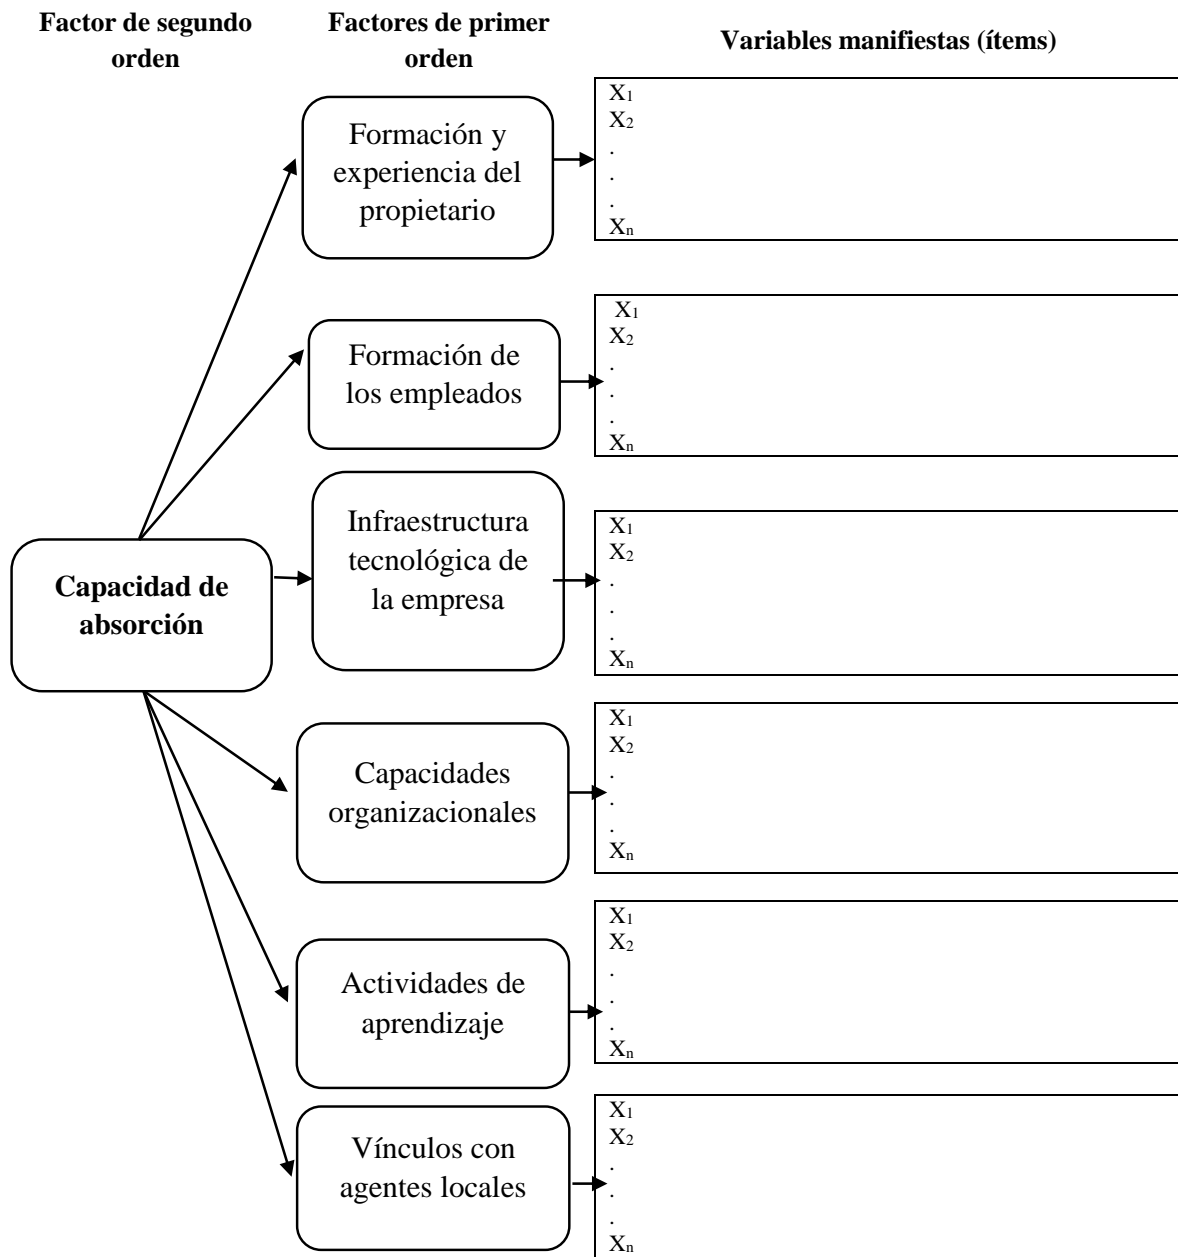 Factor de segundo
orden
Factores de primer
orden
Variables manifiestas (ítems)
Formación y
experiencia del
propietario
X1
X2
.
.
.
Xn
Formación de
los empleados
X1
X2
.
.
.
Xn
Capacidad de
absorción
Infraestructura
tecnológica de
la empresa
X1
X2
.
.
.
Xn
Capacidades
organizacionales
X1
X2
.
.
.
Xn
Actividades de
aprendizaje
X1
X2
.
.
.
Xn
Vínculos con
agentes locales
X1
X2
.
.
.
Xn